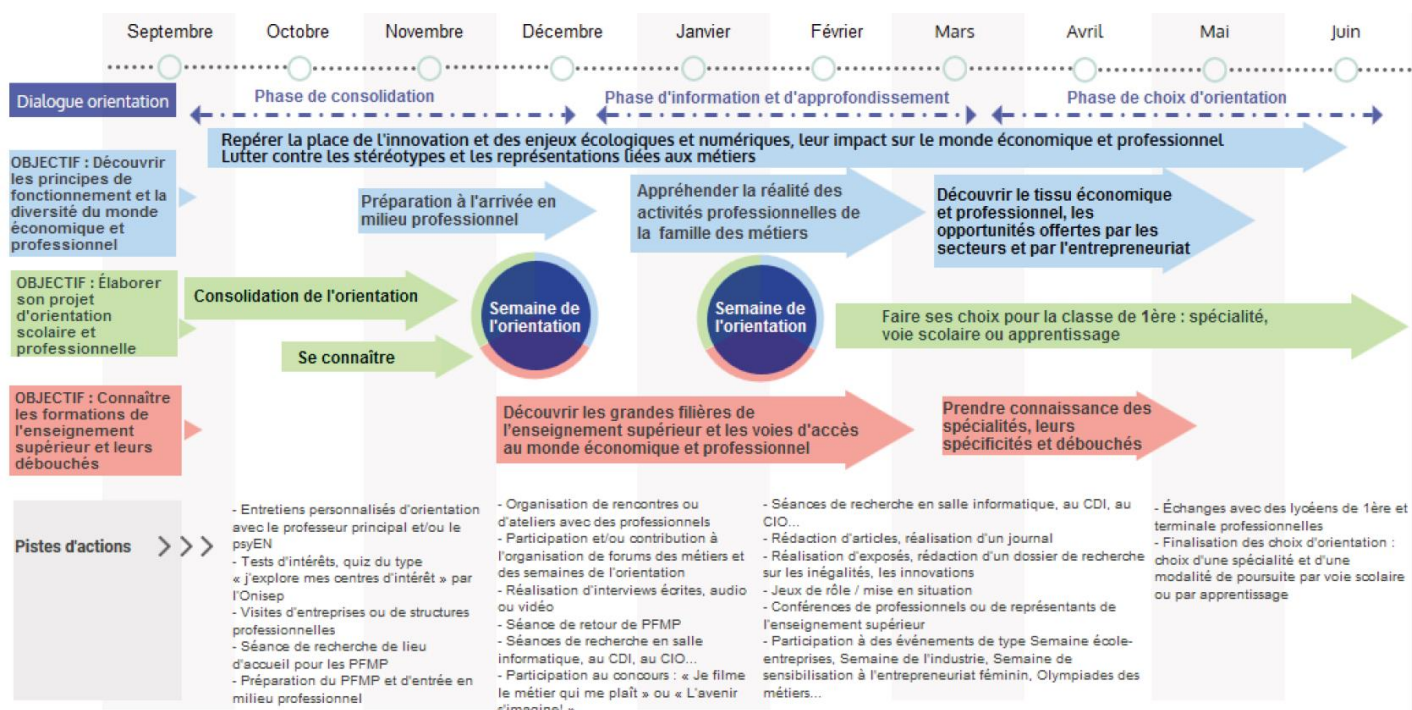 Septembre
Octobre
Novembre
Décembre
Janvier
Février
Mars
Avril
Mai
Juin
Dialogue orientation
Phase de consolidation
Phase d'information et d'approfondissement
Phase de choix d'orientation
Repérer la place de l'innovation et des enjeux écologiques et numériques, leur impact sur le monde économique et professionnel
Lutter contre les stéréotypes et les représentations liées aux métiers
OBJECTIF : Découvrir
les principes de
fonctionnement et la
diversité du monde
économique et
professionnel
Préparation à l'arrivée en
milieu professionnel
Appréhender la réalité des
activités professionnelles de
la famille des métiers
Découvrir le tissu économique
et professionnel, les
opportunités offertes par les
secteurs et par l'entrepreneuriat
OBJECTIF : Élaborer
son projet
d'orientation
scolaire et
professionnelle
Consolidation de l'orientation
Se connaître
Semaine de
l'orientation
Semaine de
l'orientation
Faire ses choix pour la classe de 1ère : spécialité,
voie scolaire ou apprentissage
OBJECTIF : Connaître
les formations de
l'enseignement
supérieur et leurs
débouchés
Découvrir les grandes filières de
l'enseignement supérieur et les voies d'accès
au monde économique et professionnel
Prendre connaissance des
spécialités, leurs
spécificités et débouchés
Pistes d'actions
- Entretiens personnalisés d'orientation
avec le professeur principal et/ou le
psyEN
- Tests d'intérêts, quiz du type
« j'explore mes centres d'intérêt » par
l'Onisep
- Visites d'entreprises ou de structures
professionnelles
- Séance de recherche de lieu
d'accueil pour les PFMP
- Préparation du PFMP et d'entrée en
milieu professionnel
- Organisation de rencontres ou
d'ateliers avec des professionnels
- Participation et/ou contribution à
l'organisation de forums des métiers et
des semaines de l'orientation
- Réalisation d'interviews écrites, audio
ou vidéo
- Séance de retour de PFMP
- Séances de recherche en salle
informatique, au CDI, au CIO...
- Participation au concours : « Je filme
le métier qui me plaît » ou « L'avenir
s'imagine! »
- Séances de recherche en salle informatique, au CDI, au
CIO...
- Rédaction d'articles, réalisation d'un journal
- Réalisation d'exposés, rédaction d'un dossier de recherche
sur les inégalités, les innovations
- Jeux de rôle / mise en situation
- Conférences de professionnels ou de représentants de
l'enseignement supérieur
- Participation à des événements de type Semaine école-
entreprises, Semaine de l'industrie, Semaine de
sensibilisation à l'entrepreneuriat féminin, Olympiades des
métiers...
- Échanges avec des lycéens de 1ère et
terminale professionnelles
- Finalisation des choix d'orientation :
choix d'une spécialité et d'une
modalité de poursuite par voie scolaire
ou par apprentissage